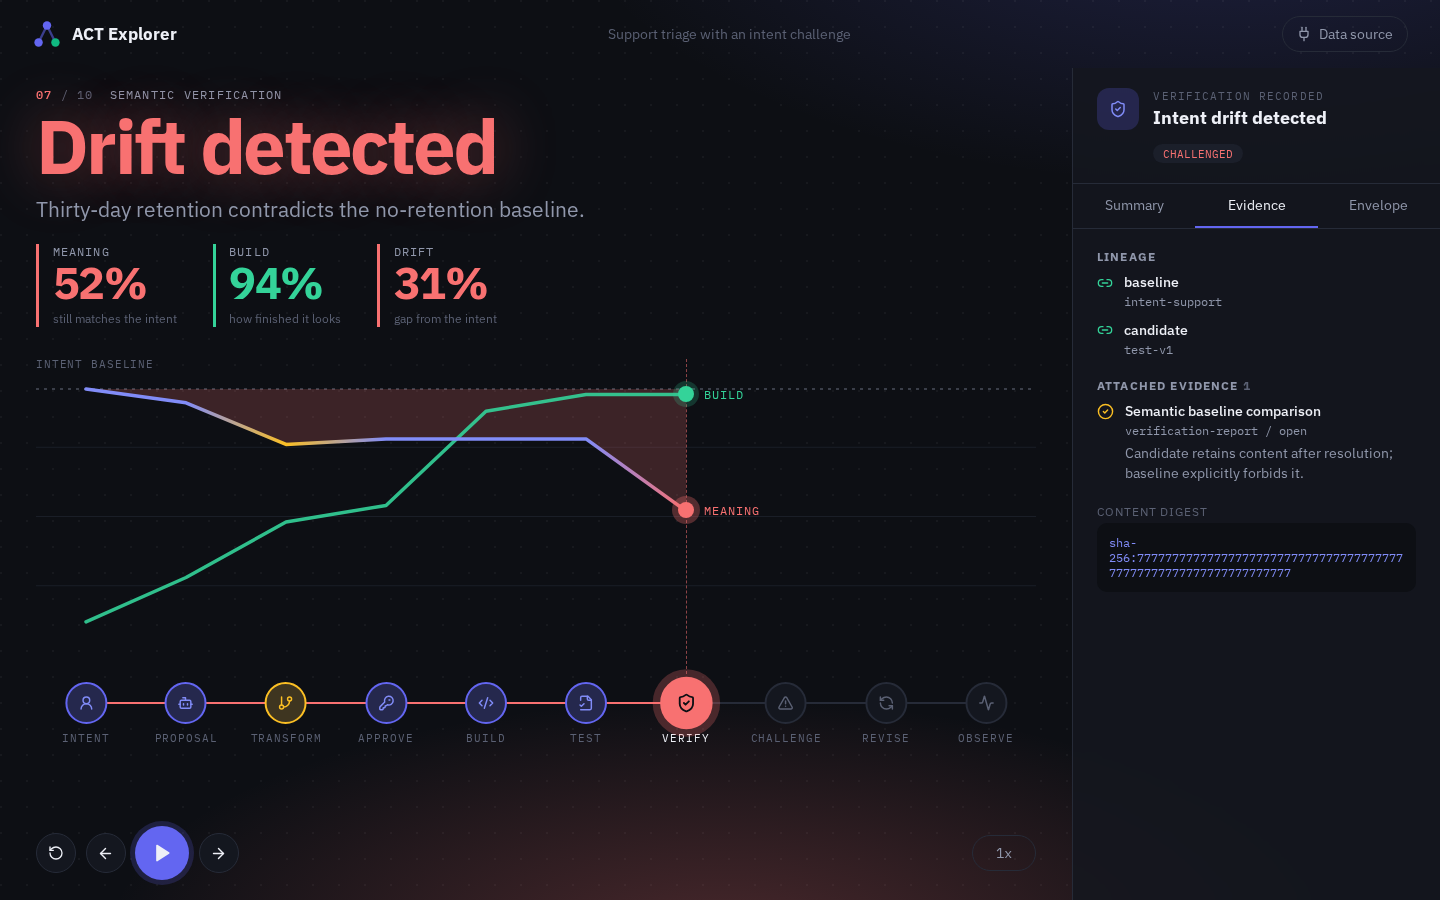 ACT Explorer
Support triage with an intent challenge
Data source
07 / 10 SEMANTIC VERIFICATION
Drift detected
Thirty-day retention contradicts the no-retention baseline.
MEANING
52%
still matches the intent
BUILD
94%
how finished it looks
DRIFT
31%
gap from the intent
INTENT BASELINE
BUILD
MEANING
INTENT
PROPOSAL
TRANSFORM
APPROVE
BUILD
TEST
VERIFY
CHALLENGE
REVISE
OBSERVE
1x
VERIFICATION RECORDED
Intent drift detected
CHALLENGED
Summary
Evidence
Envelope
LINEAGE
baseline
intent-support
candidate
test-v1
ATTACHED EVIDENCE 1
Semantic baseline comparison
verification-report / open
Candidate retains content after resolution;
baseline explicitly forbids it.
CONTENT DIGEST
sha-
256:77777777777777777777777777777777777777
77777777777777777777777777